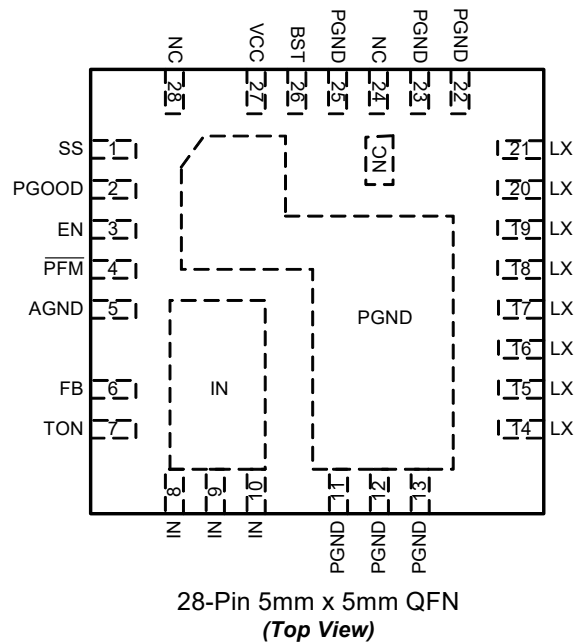 NC
VCC
BST
PGND
NC
PGND
PGND
28
27
26
25
24
23
22
SS 1
PGOOD 2
EN 3
PFM 4
AGND 5
FB 6
TON 7
NC
21 LX
20 LX
19 LX
18 LX
17 LX
16 LX
15 LX
14 LX
PGND
IN
8
9
10
11
12
13
IN
IN
IN
PGND
PGND
PGND
28-Pin 5mm x 5mm QFN
(Top View)